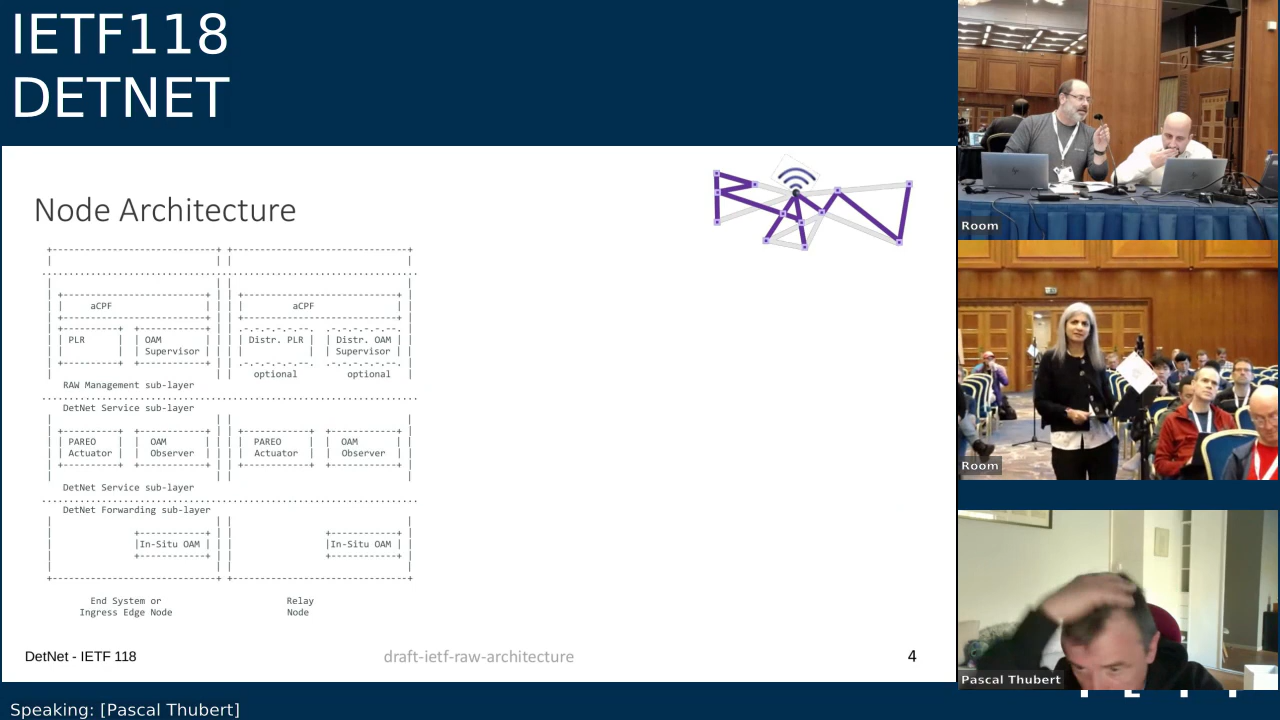 IETF118
DETNET
Node Architecture
aCPF aCPF
PLR OAM Distr. PLR Distr. OAM
Supervisor Supervisor
optional optional
RAW Management sub-layer
DetNet Service sub-layer
PAREO OAM PAREO OAM
Actuator Observer Actuator Observer
DetNet Service sub-layer
DetNet Forwarding sub-layer
In-Situ OAM In-Situ OAM
End System or Relay
Ingress Edge Node Node
DetNet - IETF 118 draft-ietf-raw-architecture 4
Room
Room
Pascal Thubert
Speaking: [Pascal Thubert]